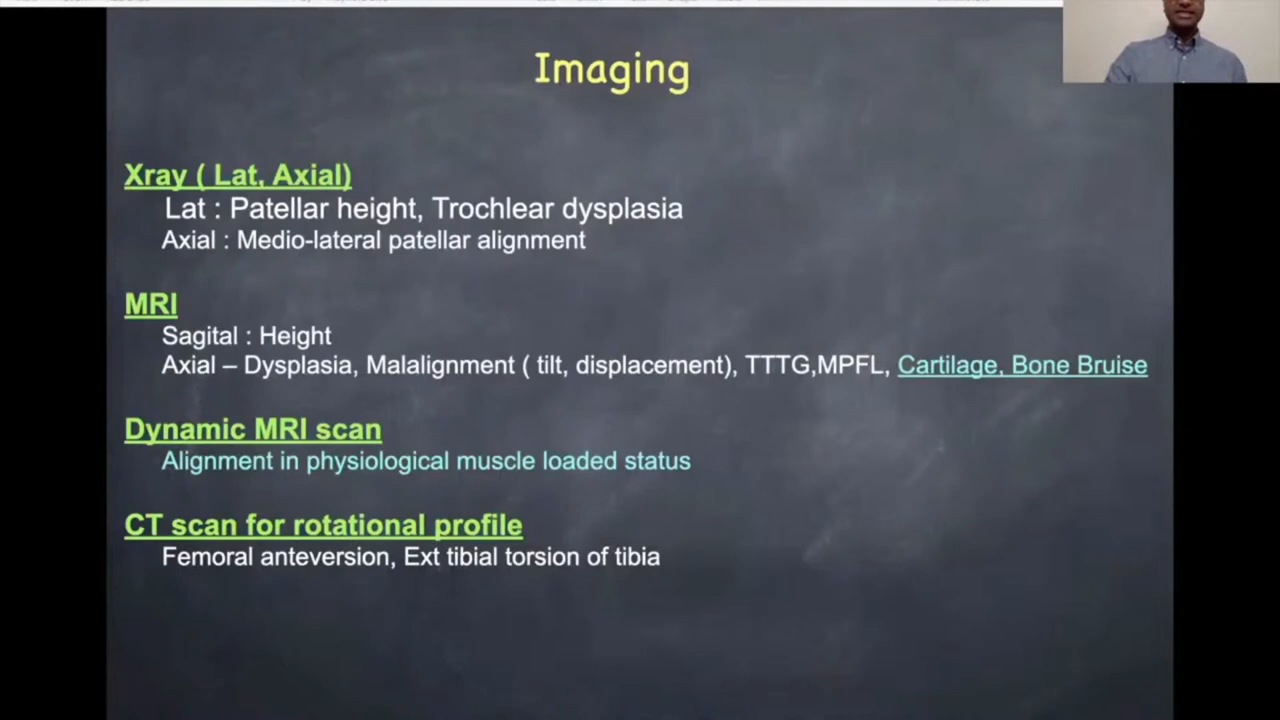 Imaging
Xray ( Lat, Axial)
Lat : Patellar height, Trochlear dysplasia
Axial : Medio-lateral patellar alignment
MRI
Sagital : Height
Axial – Dysplasia, Malalignment ( tilt, displacement), TTTG,MPFL, Cartilage, Bone Bruise
Dynamic MRI scan
Alignment in physiological muscle loaded status
CT scan for rotational profile
Femoral anteversion, Ext tibial torsion of tibia